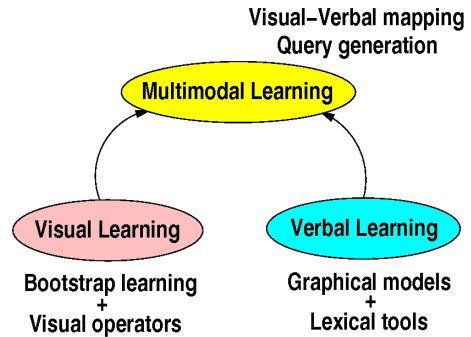 Visual–Verbal mapping
Query generation
Multimodal Learning
Visual Learning
Verbal Learning
Bootstrap learning
+
Visual operators
Graphical models
+
Lexical tools